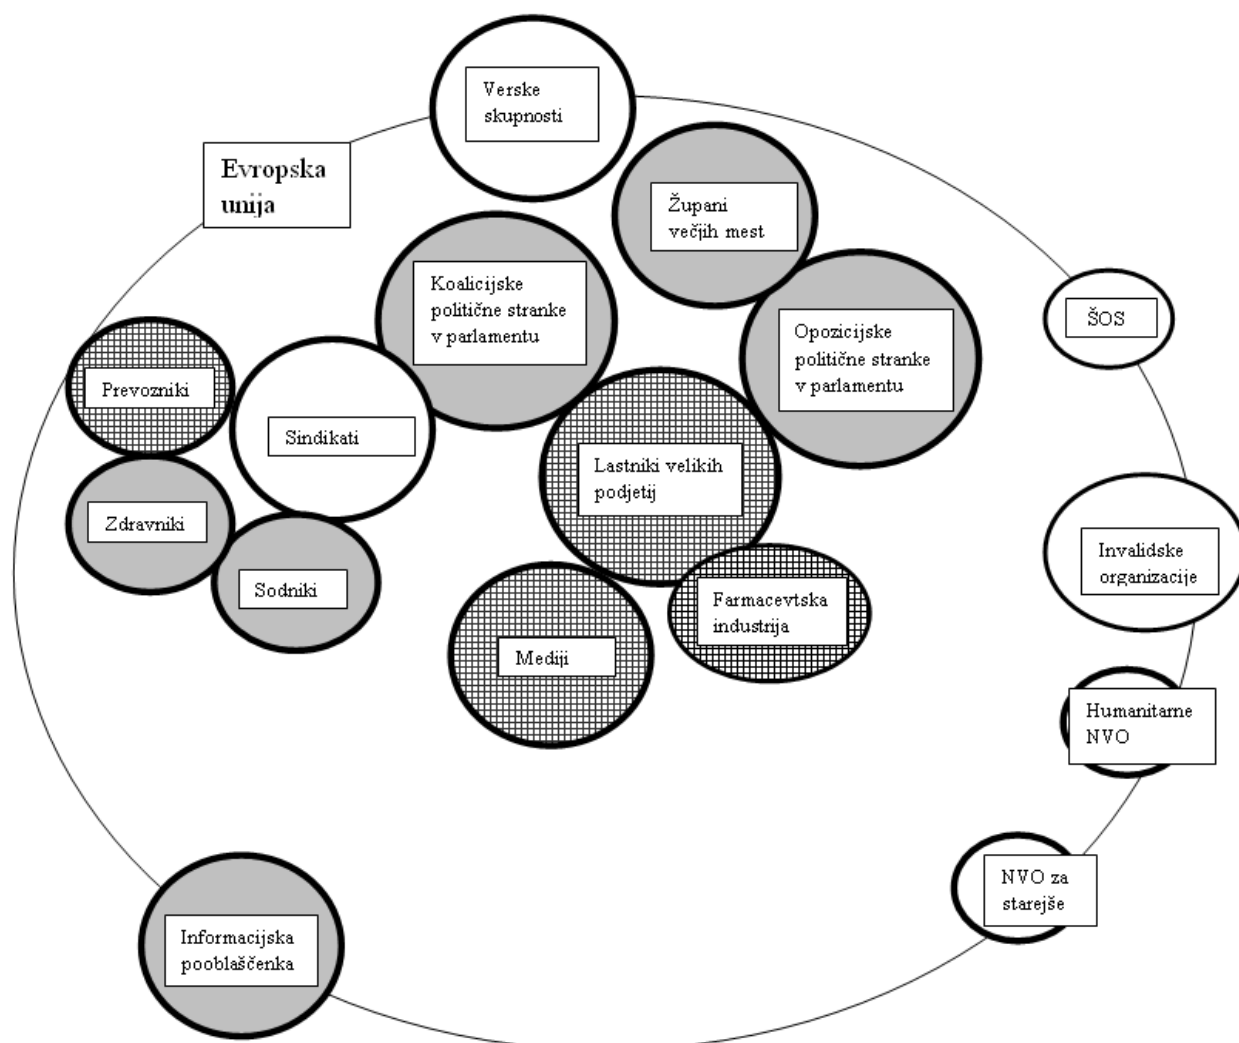 Verske
skupnosti
Evropska
unija
Župani
večjih mest
Koalicijske
politične stranke
v parlamentu
ŠOS
Opozicijske
politične stranke
v parlamentu
Prevozniki
Sindikati
Lastniki velikih
podjetij
Zdravniki
Invalidske
organizacije
Sodniki
Farmacevtska
industrija
Mediji
Humanitarne
NVO
NVO za
starejše
Informacijska
pooblaščenka